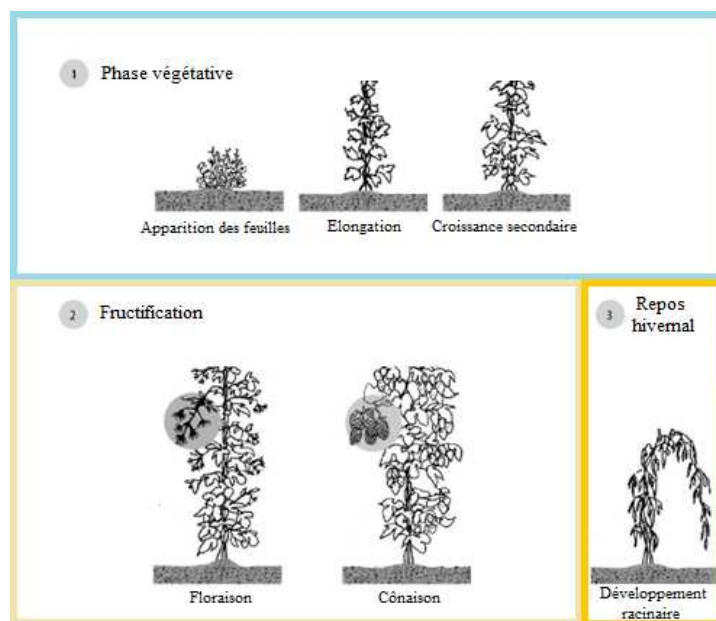 1 Phase végétative
Apparition des feuilles
Elongation
Croissance secondaire
2 Fructification
Floraison
Cônaison
3 Repos
hivernal
Développement
racinaire